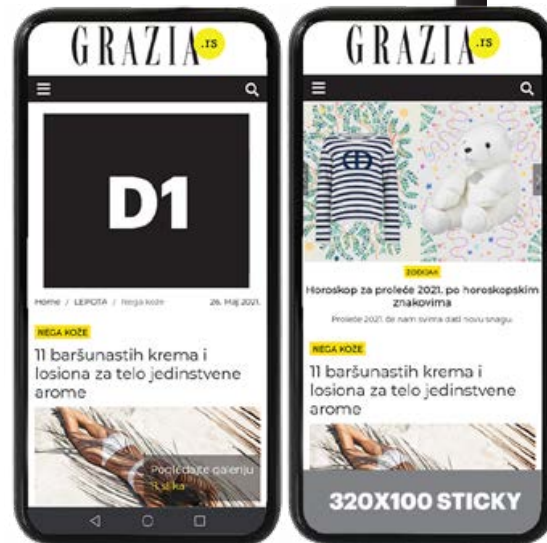 GRAZIA.rs
D1
Home / LEPOTA / Nega kože 26. Maj 2021.
NEGA KOŽE
11 baršunastih krema i
losiona za telo jedinstvene
arome
Pogledajte galeriju
11 slika
GRAZIA.rs
ZODIJAK
Horoskop za proleće 2021. po horoskopskim
znakovima
Proleće 2021. će nam svima dati novu snagu.
NEGA KOŽE
11 baršunastih krema i
losiona za telo jedinstvene
arome
320X100 STICKY